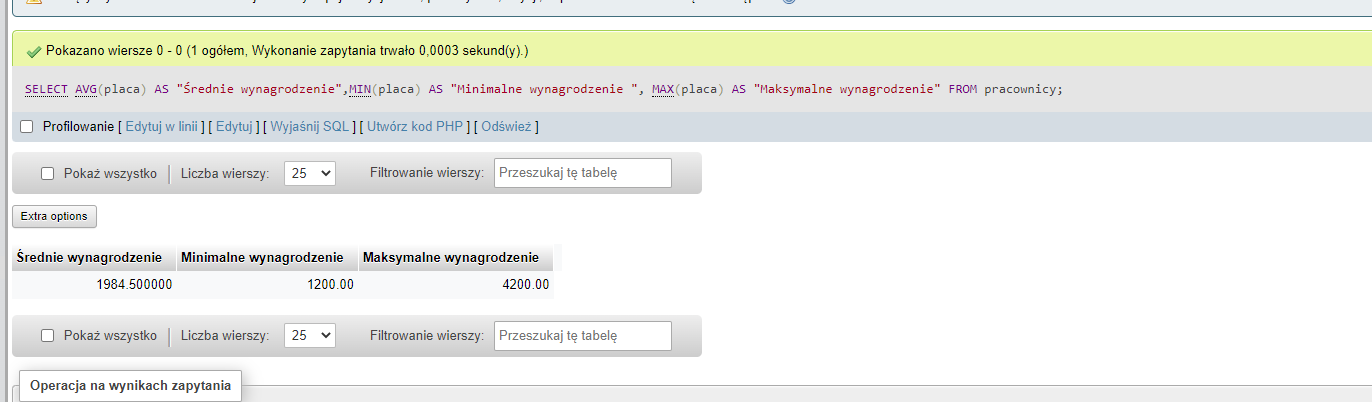 Pokazano wiersze 0 - 0 (1 ogółem, Wykonanie zapytania trwało 0,0003 sekund(y).)
SELECT AVG(placa) AS "Średnie wynagrodzenie",MIN(placa) AS "Minimalne wynagrodzenie ", MAX(placa) AS "Maksymalne wynagrodzenie" FROM pracownicy;
Profilowanie [ Edytuj w linii ] [ Edytuj ] [ Wyjaśnij SQL ] [ Utwórz kod PHP ] [ Odśwież ]
Pokaż wszystko Liczba wierszy: 25 Filtrowanie wierszy: Przeszukaj tę tabelę
Extra options
Średnie wynagrodzenie Minimalne wynagrodzenie Maksymalne wynagrodzenie
1984.500000 1200.00 4200.00
Pokaż wszystko Liczba wierszy: 25 Filtrowanie wierszy: Przeszukaj tę tabelę
Operacja na wynikach zapytania